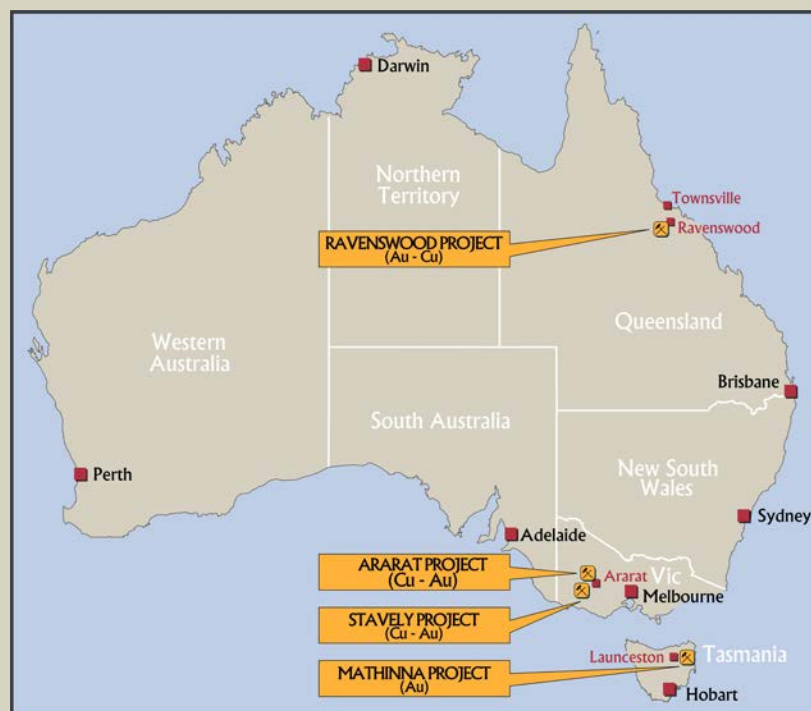 Darwin
Northern
Territory
Townsville
Ravenswood
RAVENSWOOD PROJECT
(Au - Cu)
Western
Australia
Queensland
South Australia
Brisbane
New South
Wales
Perth
Sydney
Adelaide
ARARAT PROJECT
(Cu - Au)
Ararat
Vic
Melbourne
STAVELY PROJECT
(Cu - Au)
Launceston
Tasmania
MATHINNA PROJECT
(Au)
Hobart